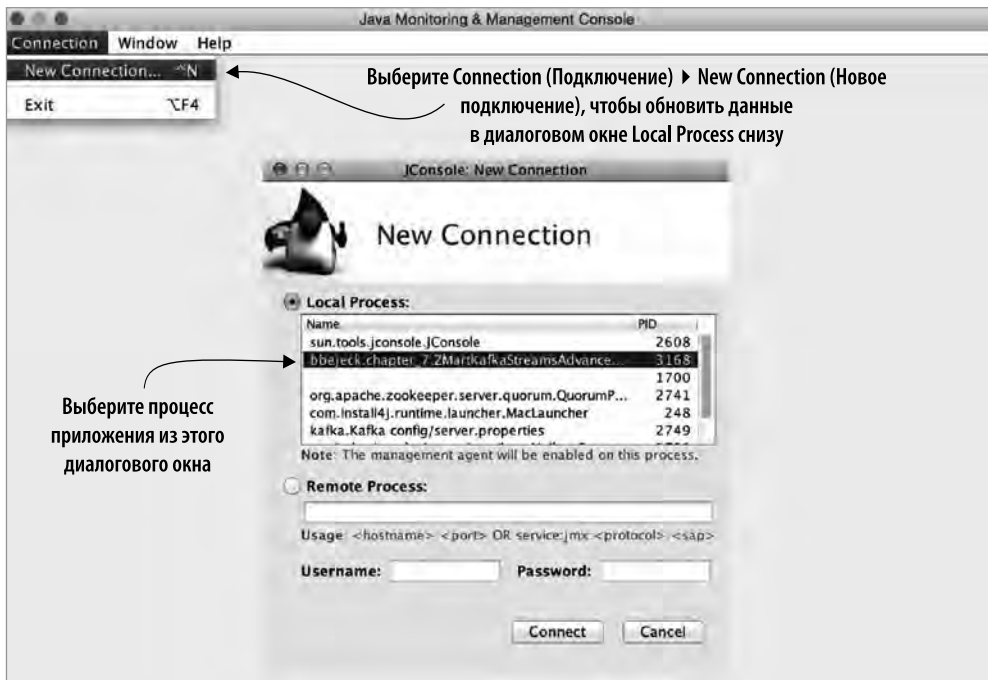 Java Monitoring & Management Console
Connection Window Help
New Connection... ^N
Exit ⌥F4
Выберите Connection (Подключение) ▶ New Connection (Новое
подключение), чтобы обновить данные
в диалоговом окне Local Process снизу
JConsole: New Connection
New Connection
Local Process:
Name PID
sun.tools.jconsole.JConsole 2608
bbejeck.chapter_7.ZMartKafkaStreamsAdvance... 3168
1700
org.apache.zookeeper.server.quorum.QuorumP... 2741
com.install4j.runtime.launcher.MacLauncher 248
kafka.Kafka config/server.properties 2749
Выберите процесс
приложения из этого
диалогового окна
Note: The management agent will be enabled on this process.
Remote Process:
Usage: <hostname>:<port> OR service:jmx:<protocol>:<sap>
Username: Password:
Connect Cancel